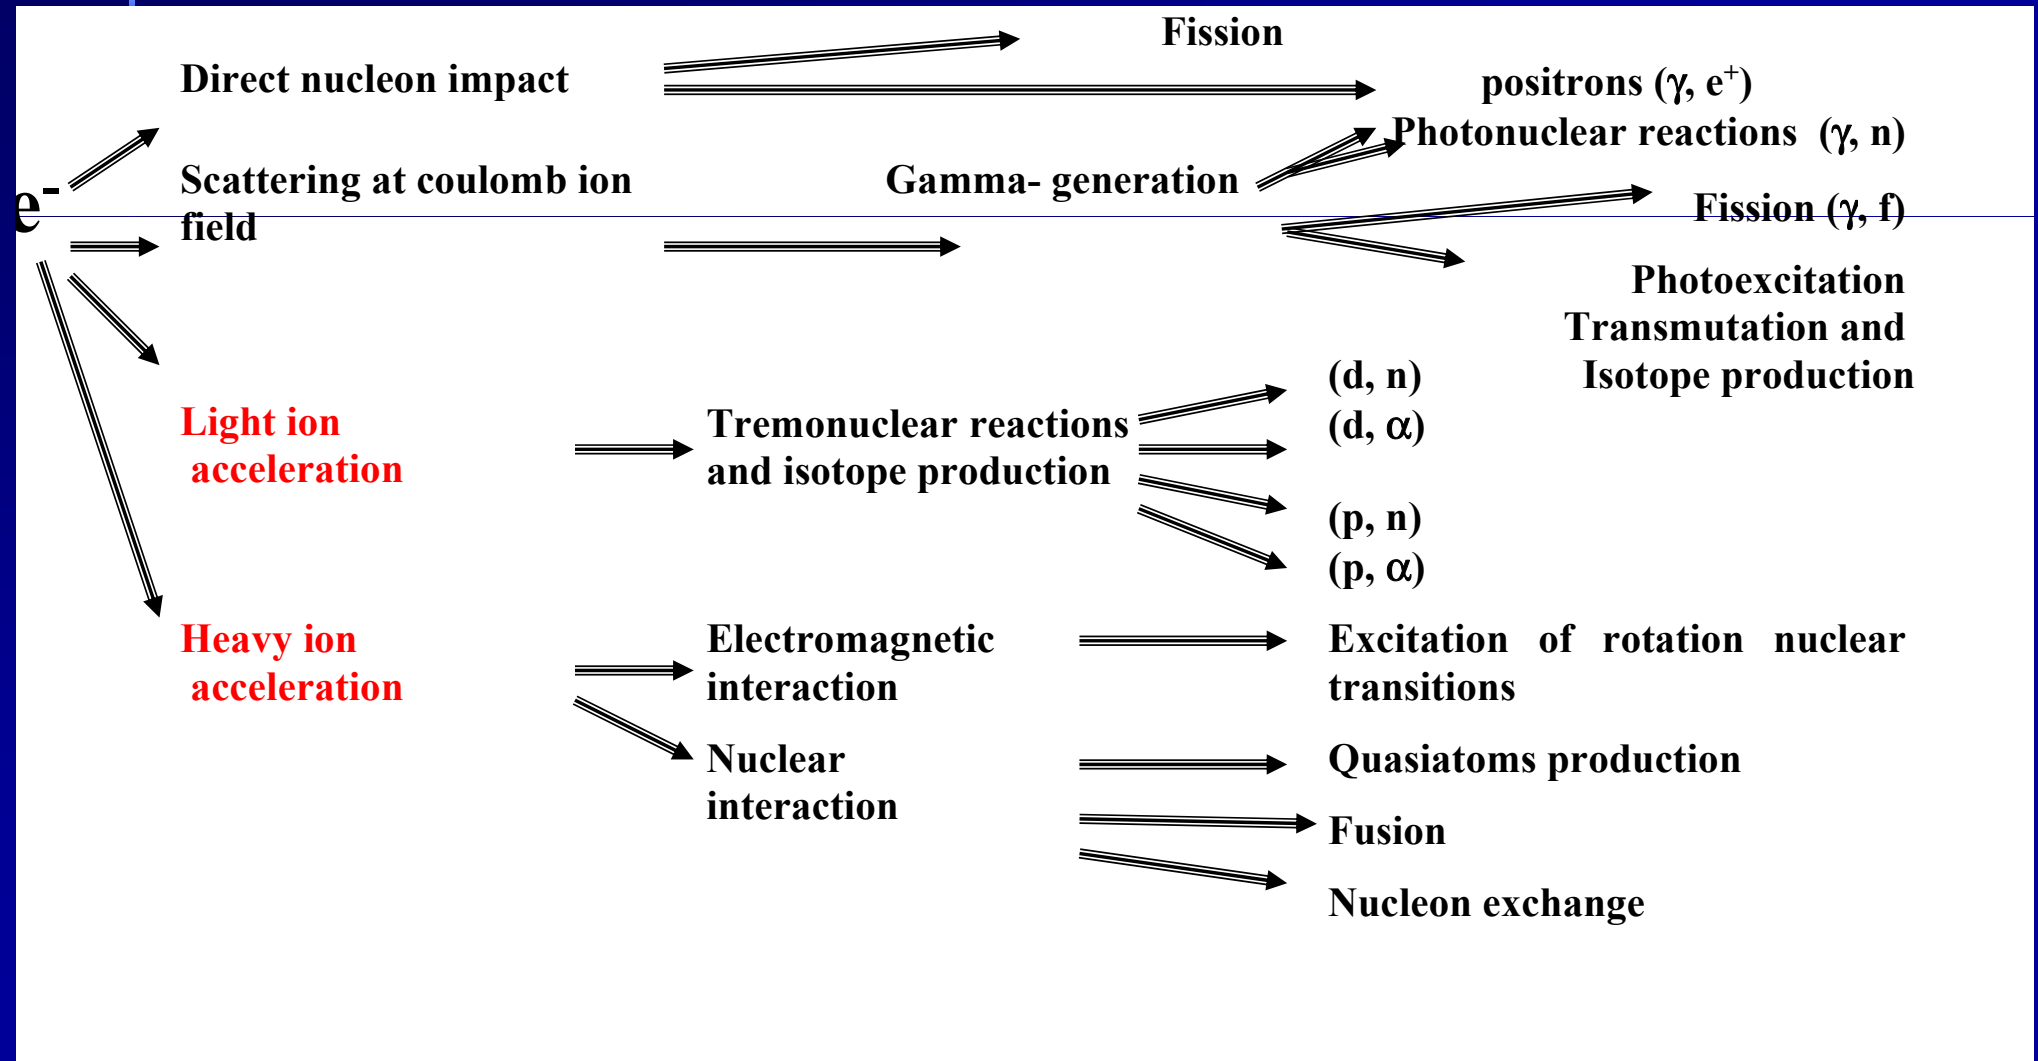 Fission
Direct nucleon impact
positrons (γ, e⁺)
Photonuclear reactions (γ, n)
Scattering at coulomb ion
field
Gamma- generation
e⁻
Fission (γ, f)
Photoexcitation
Transmutation and
Isotope production
Light ion
acceleration
Tremonuclear reactions
and isotope production
(d, n)
(d, α)
(p, n)
(p, α)
Heavy ion
acceleration
Electromagnetic
interaction
Excitation of rotation nuclear
transitions
Nuclear
interaction
Quasiatoms production
Fusion
Nucleon exchange